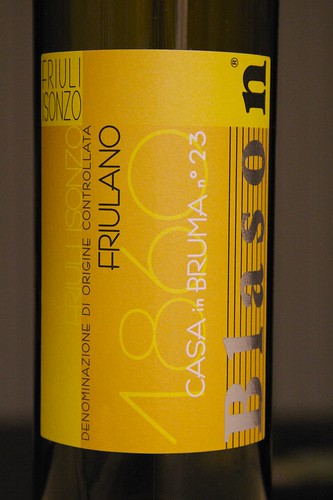 FRIULI
ISONZO
FRIULI ISONZO
DENOMINAZIONE DI ORIGINE CONTROLLATA
FRIULANO
1860
CASA in BRUMA n° 23
Blason®